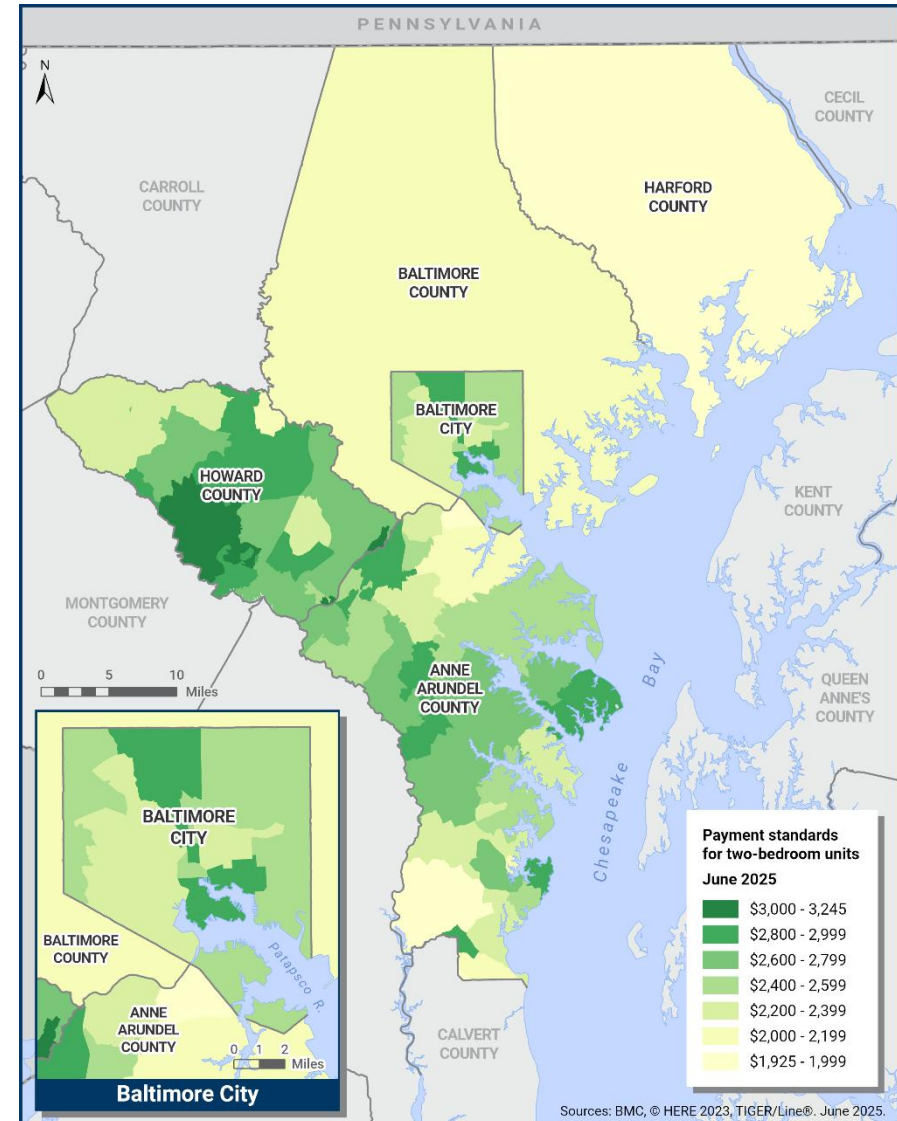 PENNSYLVANIA
N
CECIL
COUNTY
CARROLL
COUNTY
HARFORD
COUNTY
BALTIMORE
COUNTY
BALTIMORE
CITY
HOWARD
COUNTY
KENT
COUNTY
MONTGOMERY
COUNTY
0 5 10
Miles
ANNE
ARUNDEL
COUNTY
Chesapeake Bay
QUEEN
ANNE'S
COUNTY
CALVERT
COUNTY
BALTIMORE
CITY
BALTIMORE
COUNTY
Patapsco R.
ANNE
ARUNDEL
COUNTY
0 1 2
Miles
Baltimore City
Payment standards
for two-bedroom units
June 2025
$3,000 - 3,245
$2,800 - 2,999
$2,600 - 2,799
$2,400 - 2,599
$2,200 - 2,399
$2,000 - 2,199
$1,925 - 1,999
Sources: BMC, © HERE 2023, TIGER/Line®. June 2025.